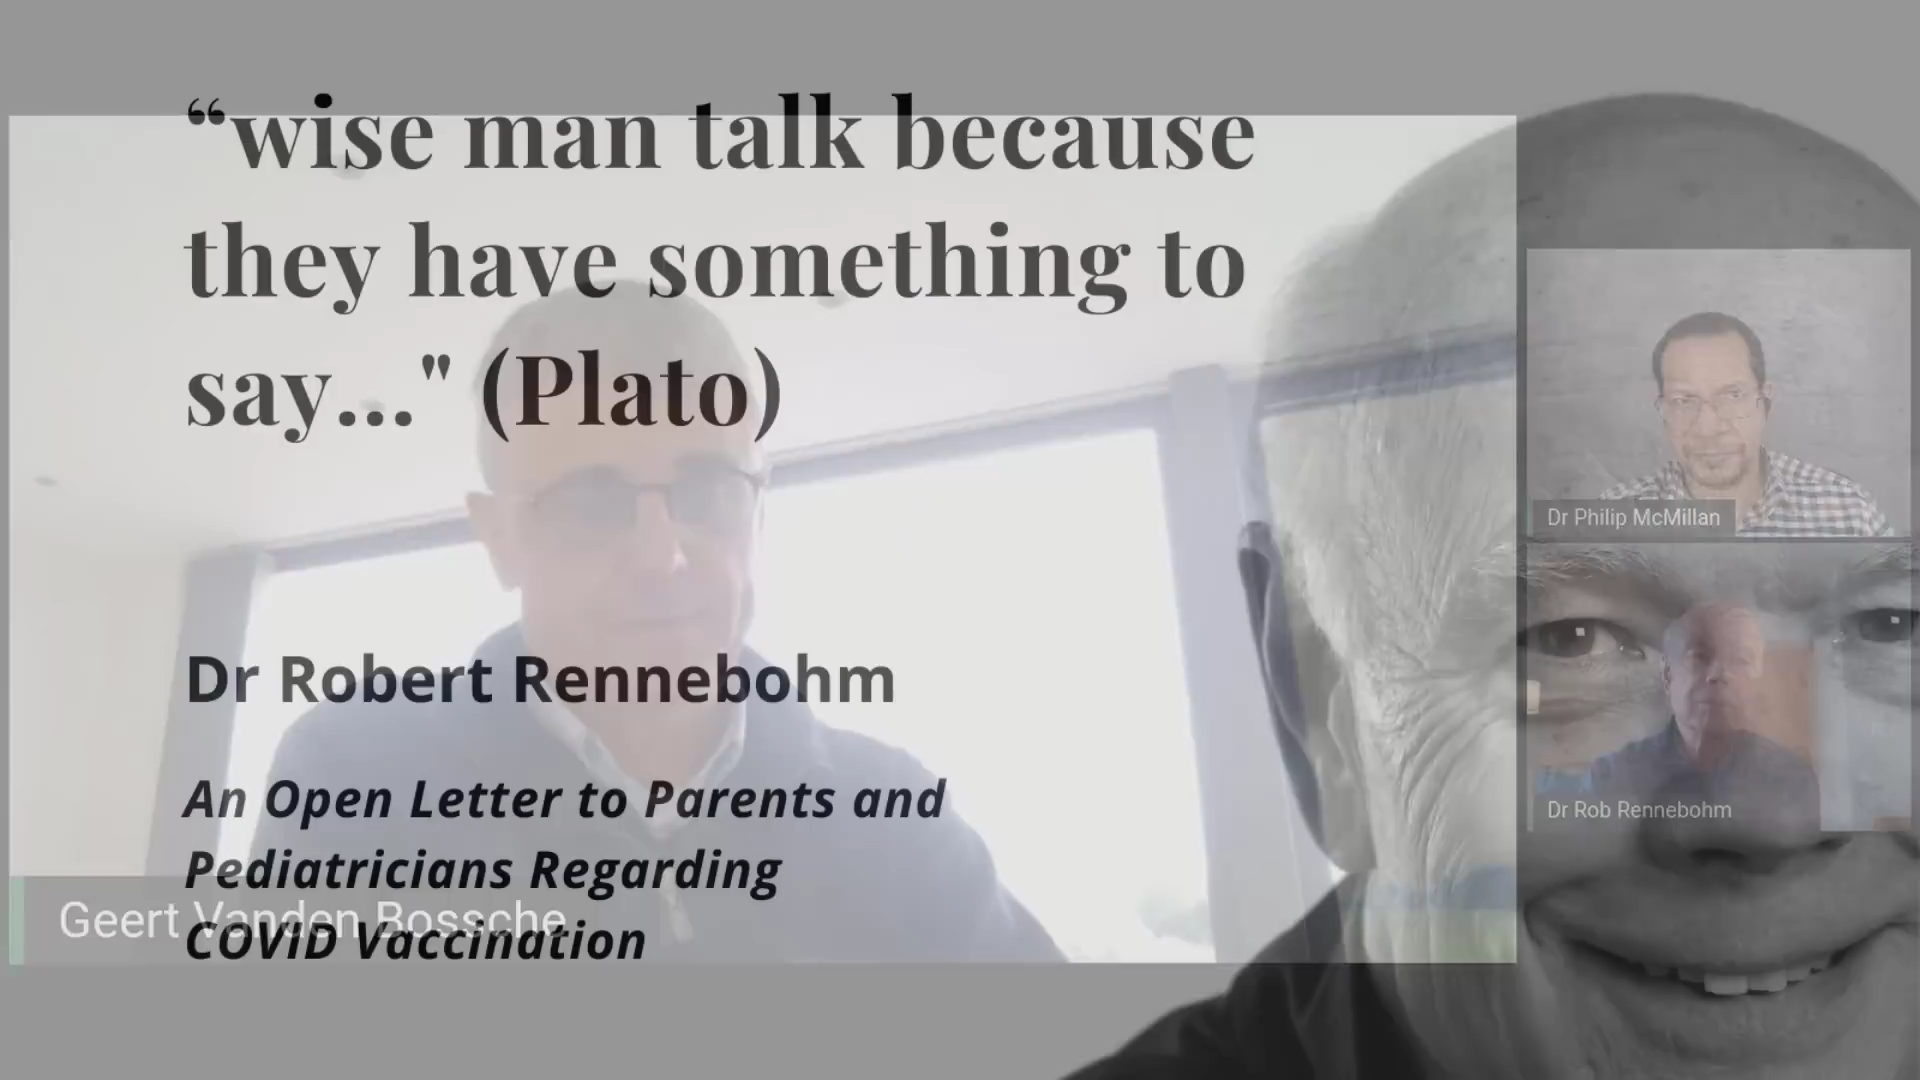 “wise man talk because
they have something to
say..." (Plato)
Dr Philip McMillan
Dr Robert Rennebohm
An Open Letter to Parents and
Dr Rob Rennebohm
Pediatricians Regarding
Geert Vanden Bossche
COVID Vaccination